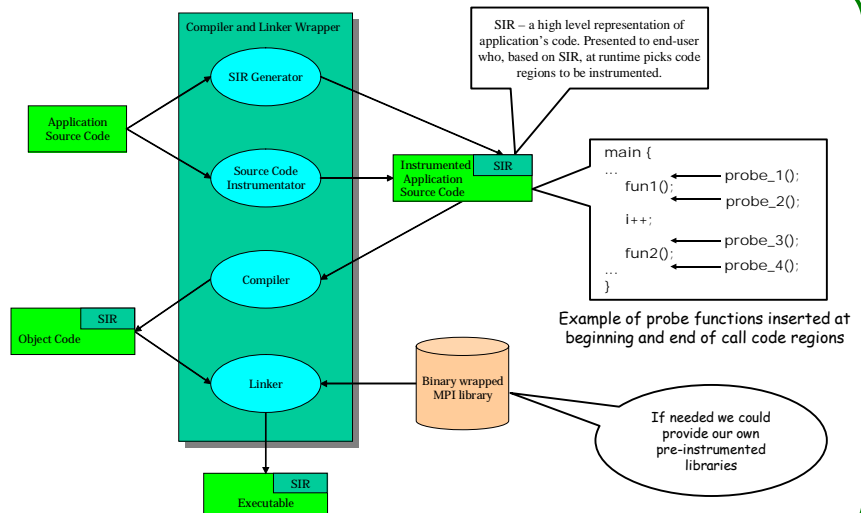 Compiler and Linker Wrapper
SIR Generator
Application
Source Code
Source Code
Instrumentator
SIR – a high level representation of
application's code. Presented to end-user
who, based on SIR, at runtime picks code
regions to be instrumented.
SIR
Instrumented
Application
Source Code
main {
...
probe_1();
fun1();
probe_2();
i++;
probe_3();
fun2();
probe_4();
...
}
Example of probe functions inserted at
beginning and end of call code regions
Compiler
SIR
Object Code
Linker
Binary wrapped
MPI library
If needed we could
provide our own
pre-instrumented
libraries
SIR
Executable